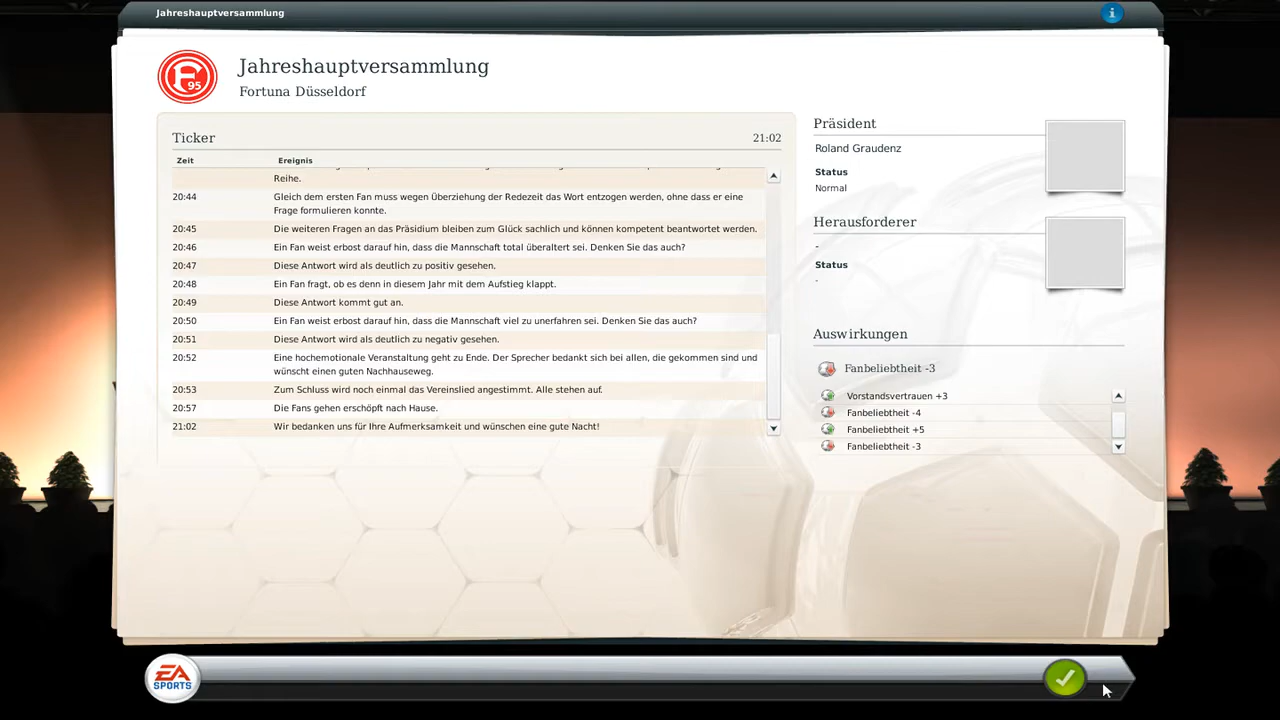 Jahreshauptversammlung
i
F
95
Jahreshauptversammlung
Fortuna Düsseldorf
Ticker 21:02
Zeit Ereignis
Reihe.
20:44 Gleich dem ersten Fan muss wegen Überziehung der Redezeit das Wort entzogen werden, ohne dass er eine
Frage formulieren konnte.
20:45 Die weiteren Fragen an das Präsidium bleiben zum Glück sachlich und können kompetent beantwortet werden.
20:46 Ein Fan weist erbost darauf hin, dass die Mannschaft total überaltert sei. Denken Sie das auch?
20:47 Diese Antwort wird als deutlich zu positiv gesehen.
20:48 Ein Fan fragt, ob es denn in diesem Jahr mit dem Aufstieg klappt.
20:49 Diese Antwort kommt gut an.
20:50 Ein Fan weist erbost darauf hin, dass die Mannschaft viel zu unerfahren sei. Denken Sie das auch?
20:51 Diese Antwort wird als deutlich zu negativ gesehen.
20:52 Eine hochemotionale Veranstaltung geht zu Ende. Der Sprecher bedankt sich bei allen, die gekommen sind und
wünscht einen guten Nachhauseweg.
20:53 Zum Schluss wird noch einmal das Vereinslied angestimmt. Alle stehen auf.
20:57 Die Fans gehen erschöpft nach Hause.
21:02 Wir bedanken uns für Ihre Aufmerksamkeit und wünschen eine gute Nacht!
Präsident
Roland Graudenz
Status
Normal
Herausforderer
-
Status
-
Auswirkungen
Fanbeliebtheit -3
Vorstandsvertrauen +3
Fanbeliebtheit -4
Fanbeliebtheit +5
Fanbeliebtheit -3
EA
SPORTS